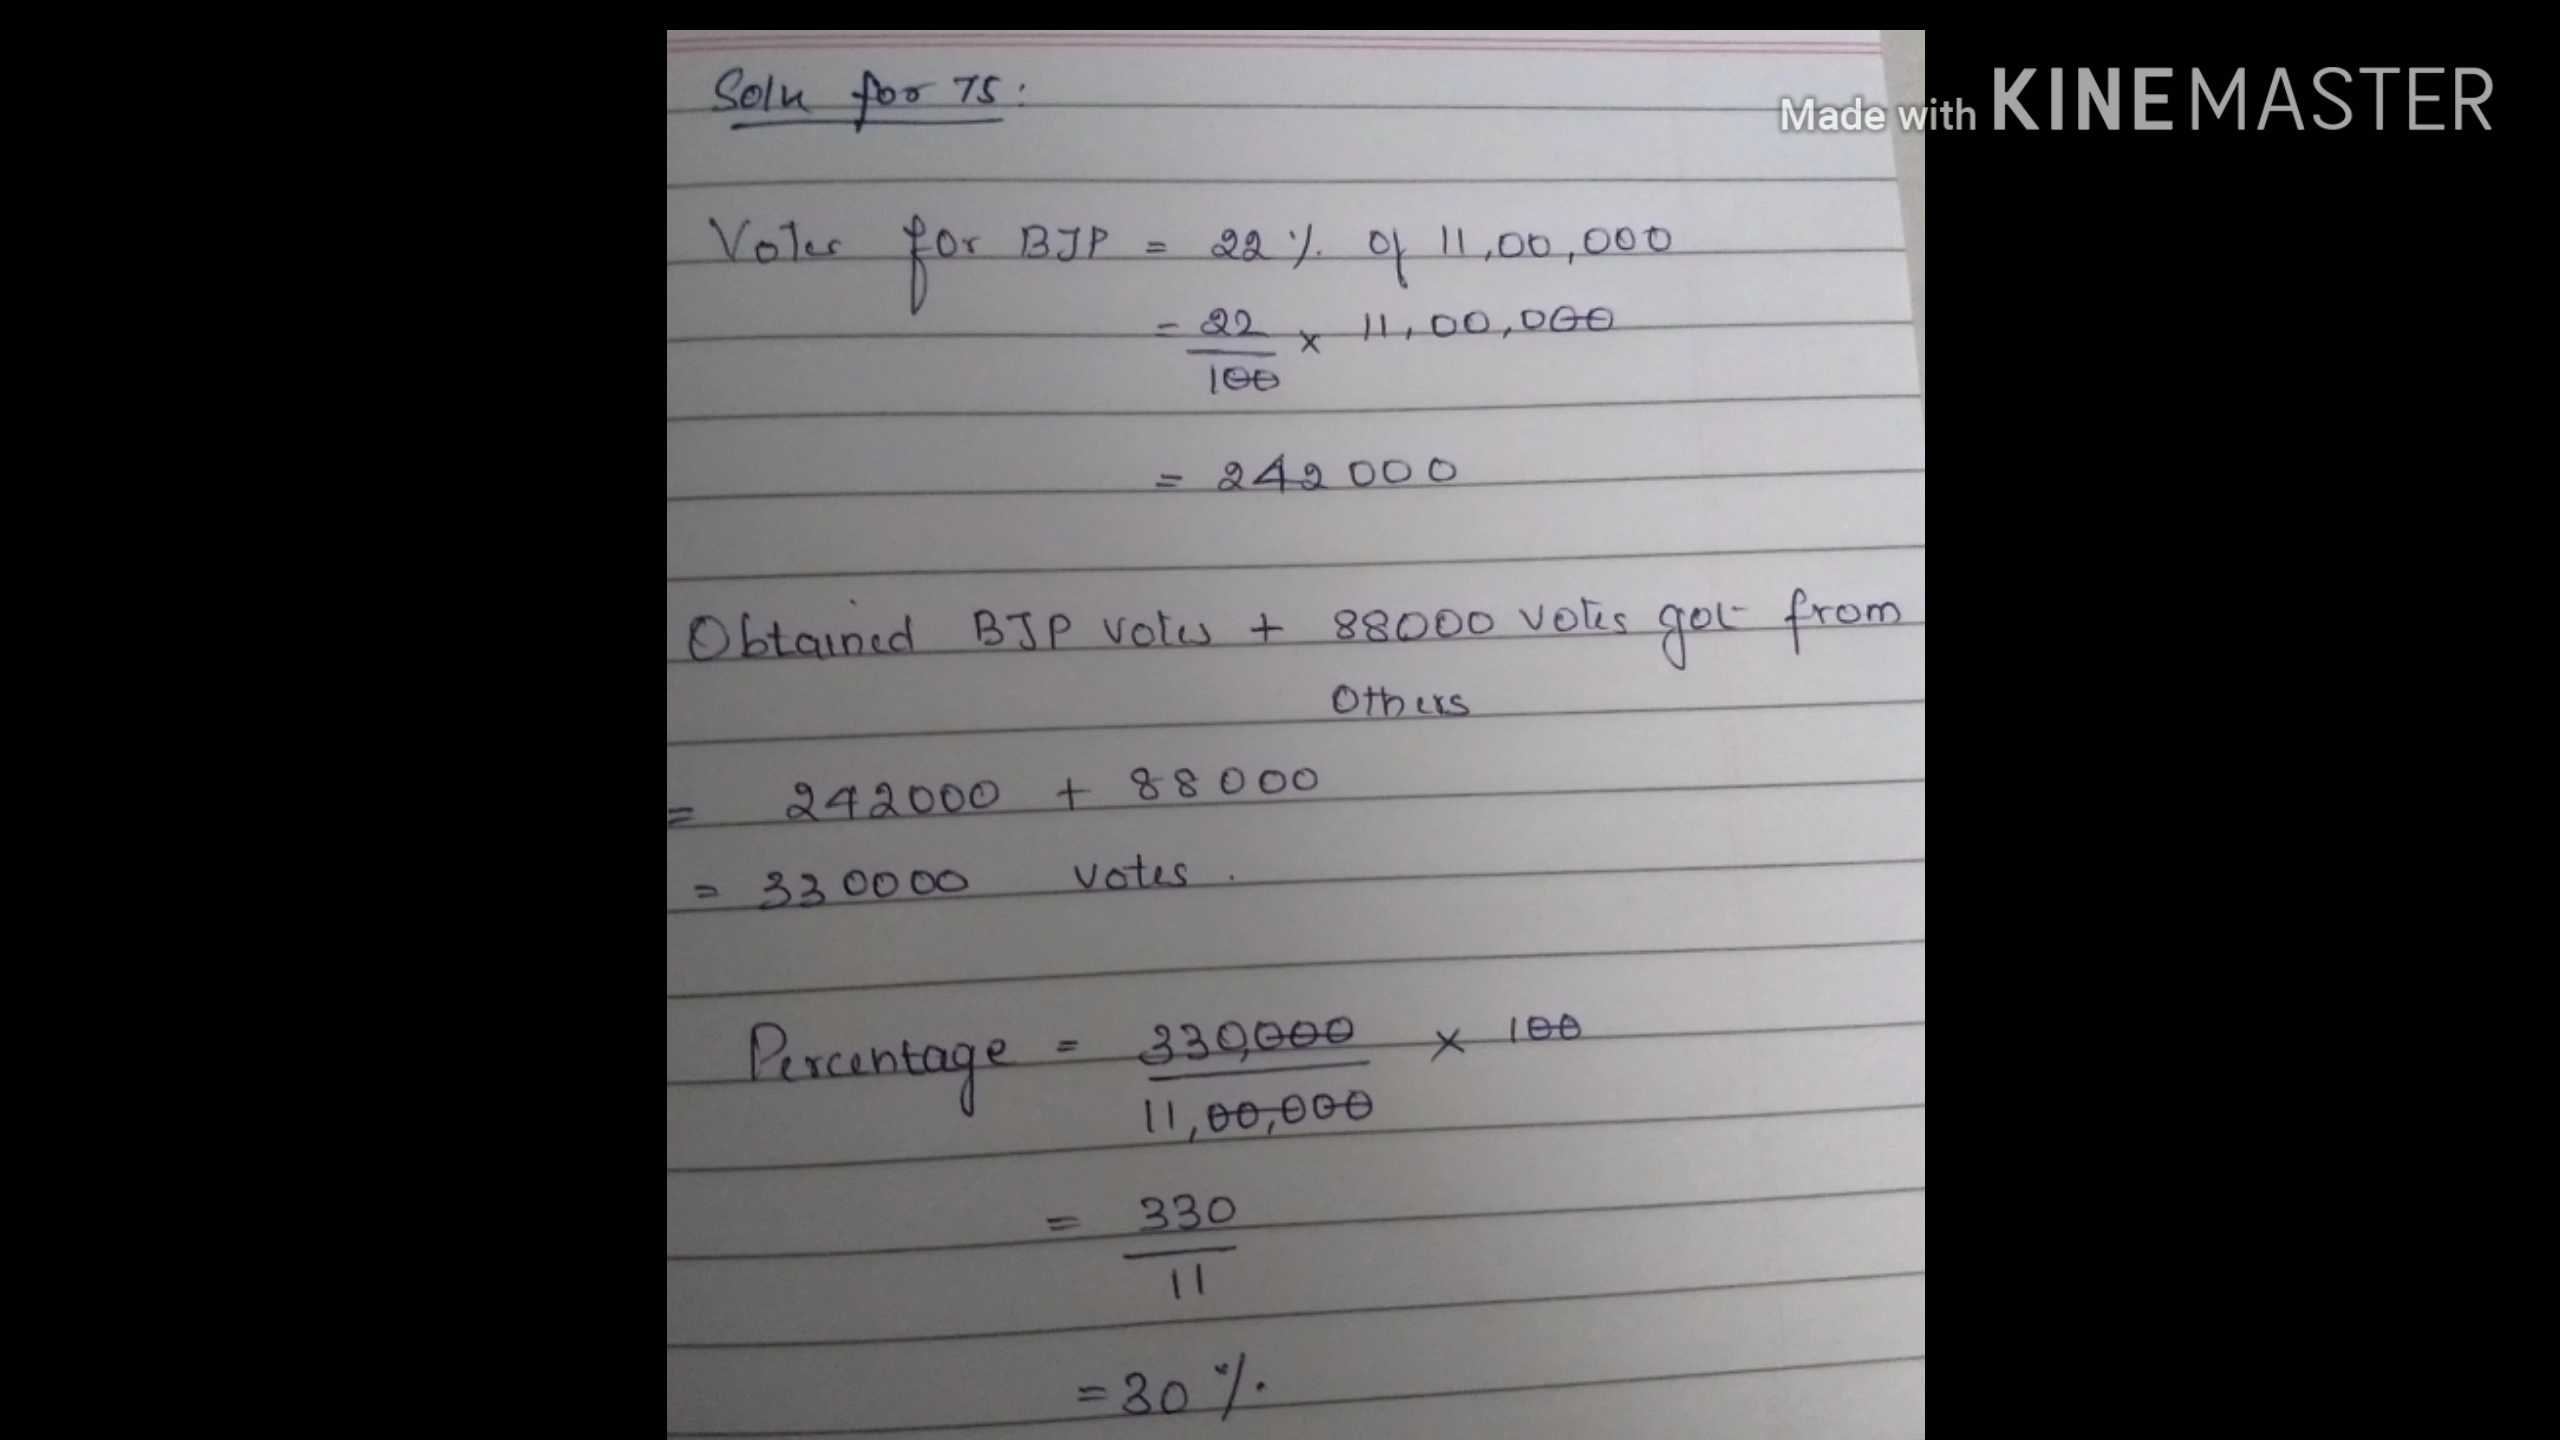 Soln for 75:
Made with KINEMASTER
Votes for BJP = 22 % of 11,00,000
= 22/100 × 11,00,000
= 242000
Obtained BJP votes + 88000 votes got from
Others
= 242000 + 88000
= 330000 votes.
Percentage = 330,000/11,00,000 × 100
= 330/11
= 30 %.